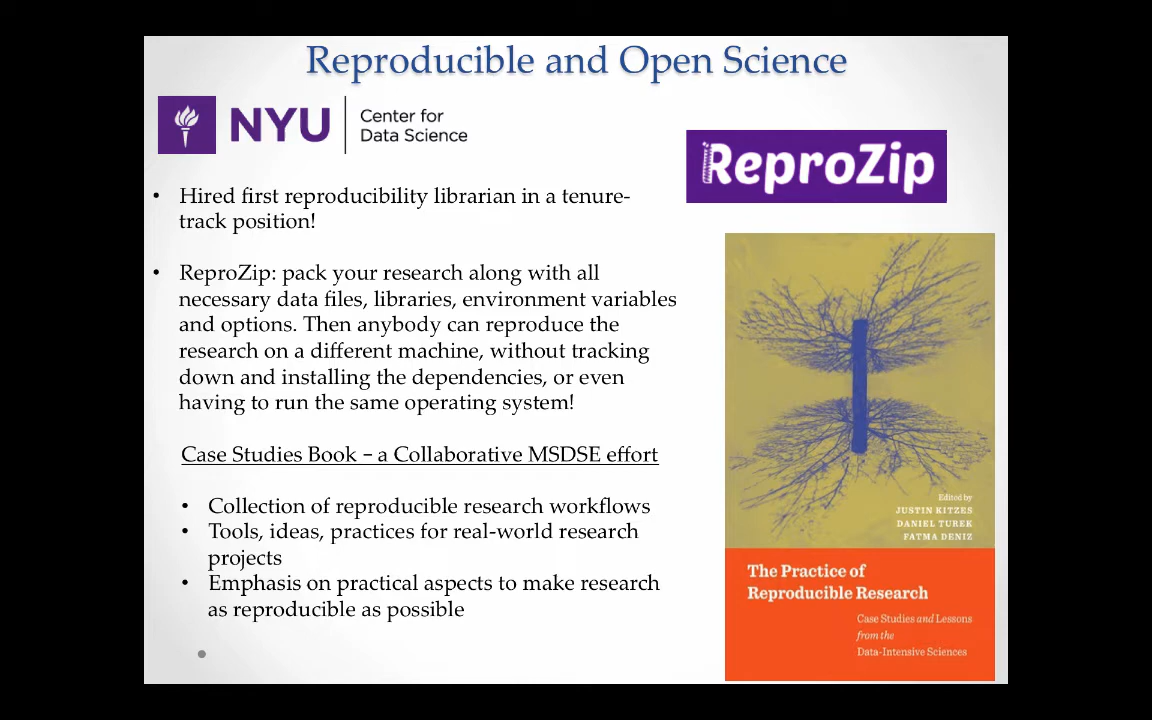 Reproducible and Open Science
NYU
Center for
Data Science
ReproZip
• Hired first reproducibility librarian in a tenure-
track position!
• ReproZip: pack your research along with all
necessary data files, libraries, environment variables
and options. Then anybody can reproduce the
research on a different machine, without tracking
down and installing the dependencies, or even
having to run the same operating system!
Case Studies Book – a Collaborative MSDSE effort
• Collection of reproducible research workflows
• Tools, ideas, practices for real-world research
projects
• Emphasis on practical aspects to make research
as reproducible as possible
Edited by
JUSTIN KITZES
DANIEL TUREK
FATMA DENIZ
The Practice of
Reproducible Research
Case Studies and Lessons
from the
Data-Intensive Sciences